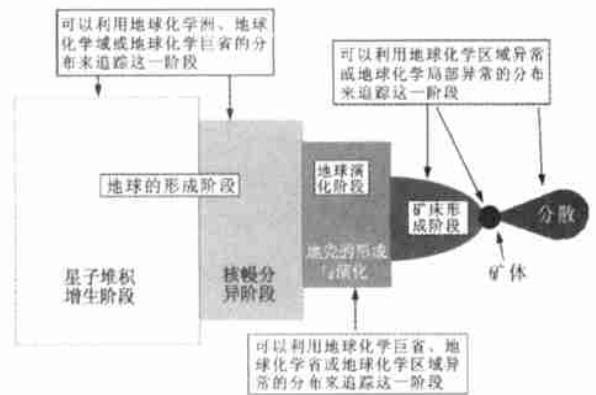 可以利用地球化学洲、地球
化学域或地球化学巨省的分
布来追踪这一阶段
可以利用地球化学区域异常
或地球化学局部异常的分布
来追踪这一阶段
地球的形成阶段
地球演
化阶段
矿床形
成阶段
分散
矿体
星子堆积
增生阶段
核幔分
异阶段
地壳的形成
与演化
可以利用地球化学巨省、地
球化学省或地球化学区域异
常的分布来追踪这一阶段